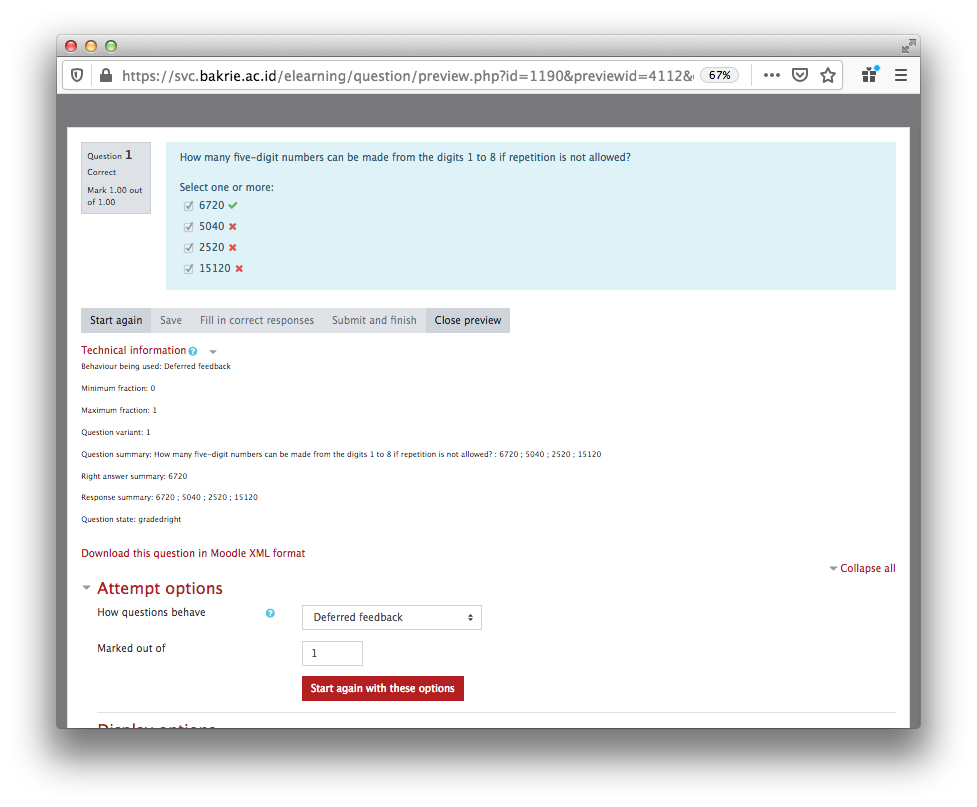 https://svc.bakrie.ac.id/elearning/question/preview.php?id=1190&previewid=4112& 67%
Question 1
Correct
Mark 1.00 out
of 1.00
How many five-digit numbers can be made from the digits 1 to 8 if repetition is not allowed?
Select one or more:
6720
5040
2520
15120
Start again Save Fill in correct responses Submit and finish Close preview
Technical information
Behaviour being used: Deferred feedback
Minimum fraction: 0
Maximum fraction: 1
Question variant: 1
Question summary: How many five-digit numbers can be made from the digits 1 to 8 if repetition is not allowed? : 6720 ; 5040 ; 2520 ; 15120
Right answer summary: 6720
Response summary: 6720 ; 5040 ; 2520 ; 15120
Question state: gradedright
Download this question in Moodle XML format
Collapse all
Attempt options
How questions behave Deferred feedback
Marked out of 1
Start again with these options
Display options